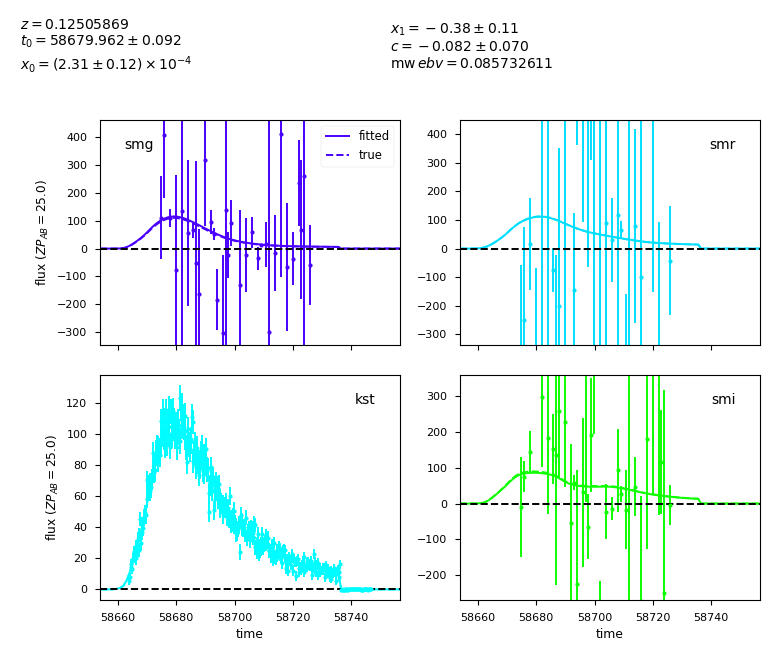 z = 0.12505869
t₀ = 58679.962 ± 0.092
x₀ = (2.31 ± 0.12) × 10⁻⁴
x₁ = −0.38 ± 0.11
c = −0.082 ± 0.070
mw ebv = 0.085732611
smg
fitted
true
400
300
200
100
0
−100
−200
−300
flux (ZP_AB = 25.0)
smr
400
300
200
100
0
−100
−200
−300
kst
120
100
80
60
40
20
0
flux (ZP_AB = 25.0)
58660 58680 58700 58720 58740
time
smi
300
200
100
0
−100
−200
58660 58680 58700 58720 58740
time